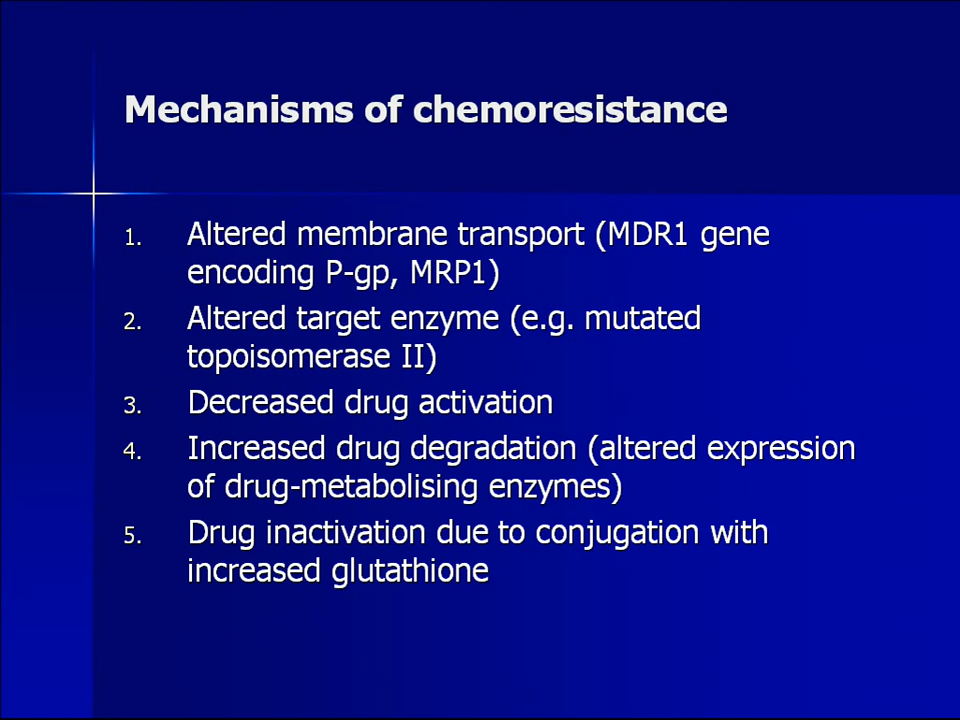 Mechanisms of chemoresistance
1. Altered membrane transport (MDR1 gene
encoding P-gp, MRP1)
2. Altered target enzyme (e.g. mutated
topoisomerase II)
3. Decreased drug activation
4. Increased drug degradation (altered expression
of drug-metabolising enzymes)
5. Drug inactivation due to conjugation with
increased glutathione